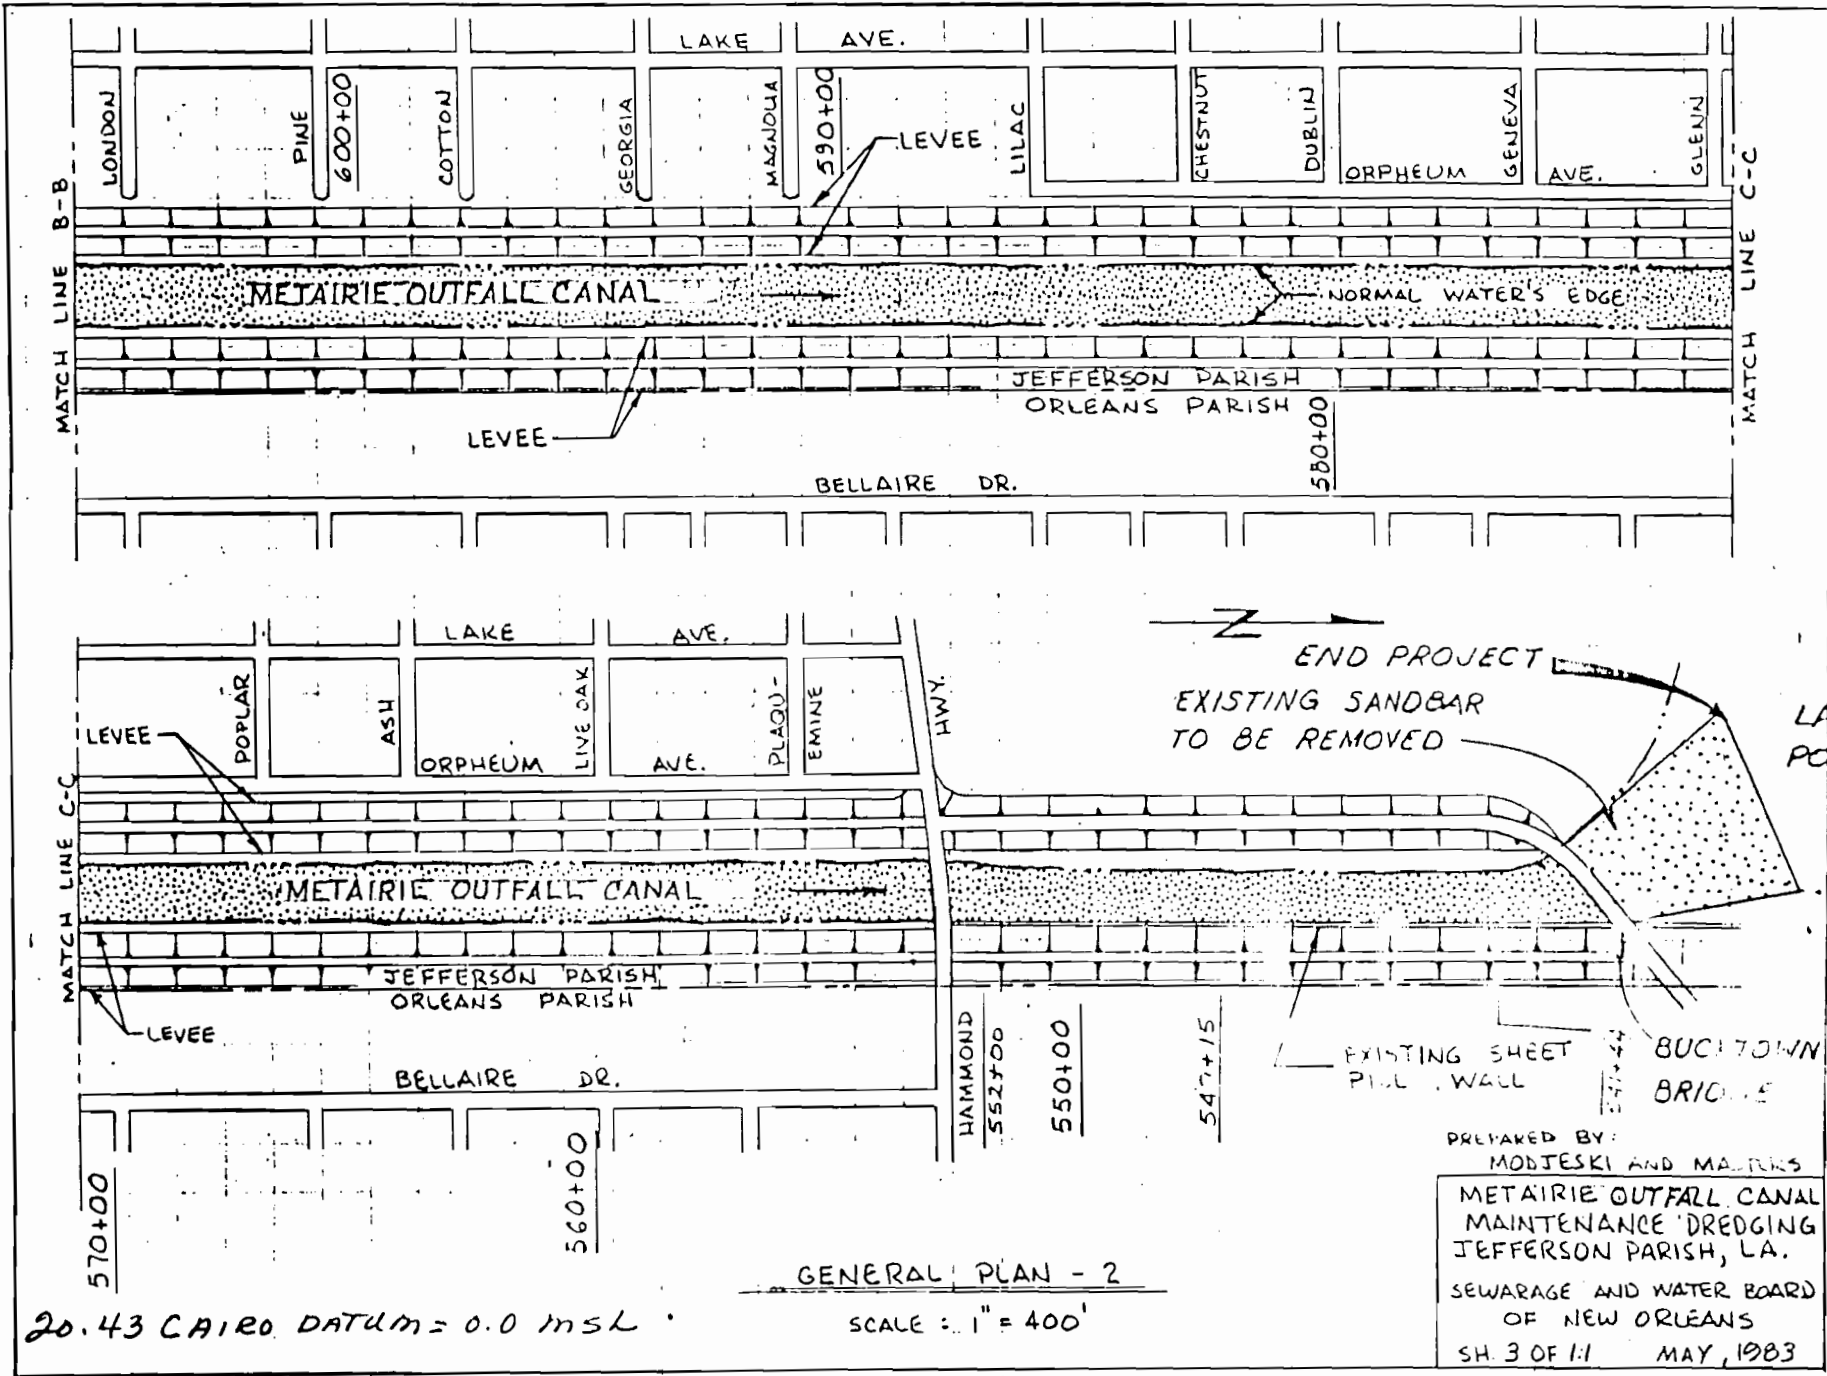 LAKE AVE.
LONDON
PINE
600+00
COTTON
GEORGIA
MAGNOLIA
590+00
LEVEE
LILAC
CHESTNUT
DUBLIN
ORPHEUM
GENEVA
AVE.
GLENN
MATCH LINE B-B
MATCH LINE C-C
METAIRIE OUTFALL CANAL
NORMAL WATER'S EDGE
JEFFERSON PARISH
ORLEANS PARISH
LEVEE
580+00
BELLAIRE DR.
LAKE AVE.
POPLAR
ASH
ORPHEUM
LIVE OAK
AVE.
PLAQU-
EMINE
HWY.
Z
END PROJECT
EXISTING SANDBAR
TO BE REMOVED
LA
PO
LEVEE
MATCH LINE C-C
METAIRIE OUTFALL CANAL
JEFFERSON PARISH
ORLEANS PARISH
LEVEE
BELLAIRE DR.
HAMMOND
552+00
550+00
EXISTING SHEET
WALL
570+00
560+00
PREPARED BY:
MODJESKI AND
METAIRIE OUTFALL CANAL
MAINTENANCE DREDGING
JEFFERSON PARISH, LA.
SEWARAGE AND WATER BOARD
OF NEW ORLEANS
SH. 3 OF 11 MAY, 1983
GENERAL PLAN - 2
SCALE : 1" = 400'
20.43 CAIRO DATUM = 0.0 MSL